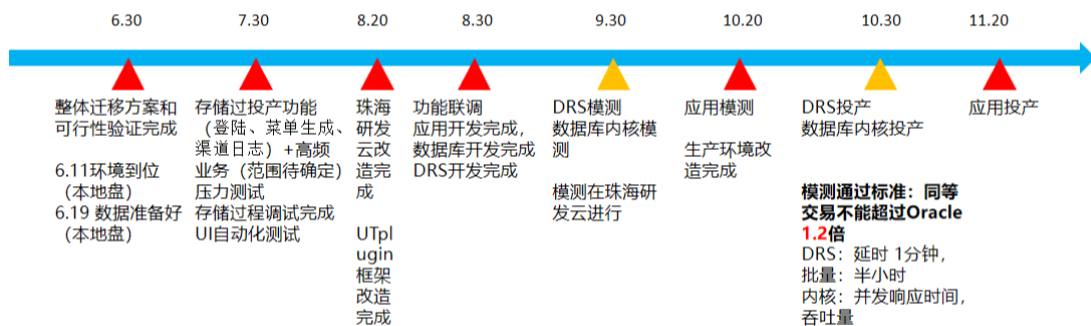 6.30
7.30
8.20
8.30
9.30
10.20
10.30
11.20
整体迁移方案和
可行性验证完成
6.11环境到位
（本地盘）
6.19 数据准备好
（本地盘）
存储过投产功能
（登陆、菜单生成、
渠道日志）+高频
业务（范围待确定）
压力测试
存储过程调试完成
UI自动化测试
珠海
研发
云改
造完
成
UTpl
ugin
框架
改造
完成
功能联调
应用开发完成，
数据库开发完成
DRS开发完成
DRS模测
数据库内核模
测
模测在珠海研
发云进行
应用模测
生产环境改
造完成
DRS投产
数据库内核投产
模测通过标准：同等
交易不能超过Oracle
1.2倍
DRS：延时 1分钟，
批量：半小时
内核：并发响应时间，
吞吐量
应用投产